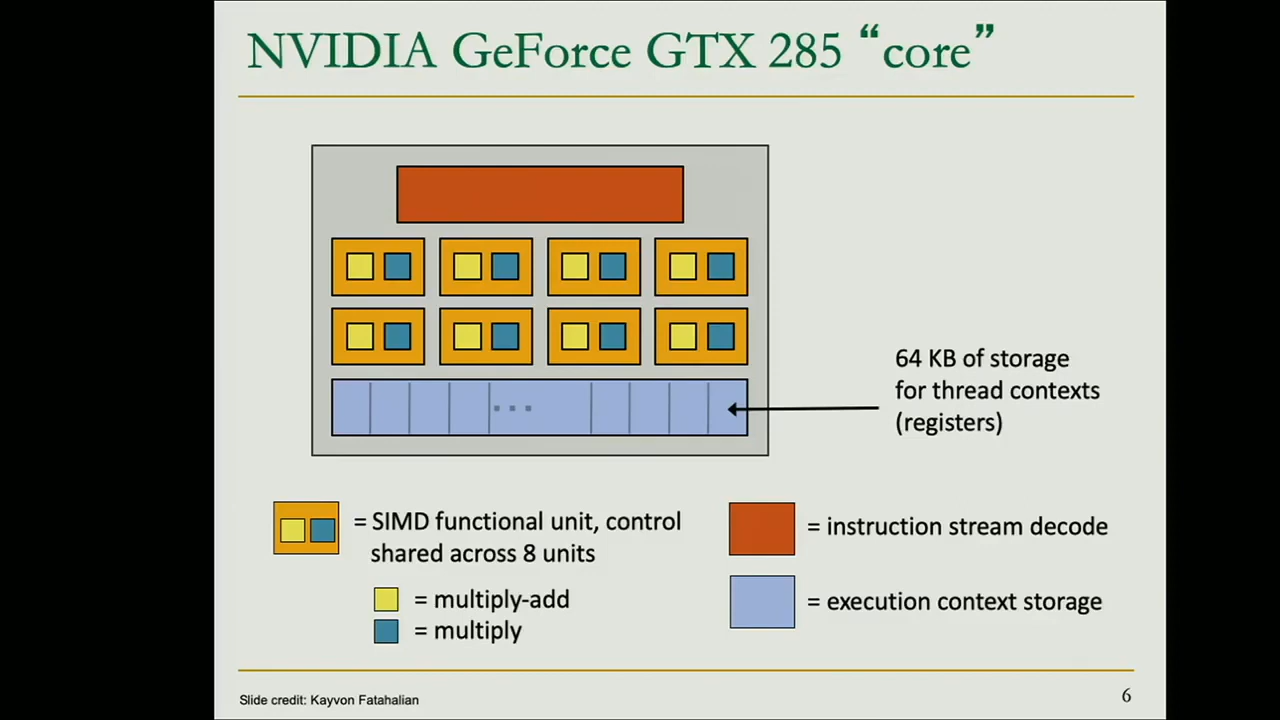 NVIDIA GeForce GTX 285 “core”
64 KB of storage
for thread contexts
(registers)
= SIMD functional unit, control
shared across 8 units
= multiply-add
= multiply
= instruction stream decode
= execution context storage
Slide credit: Kayvon Fatahalian
6